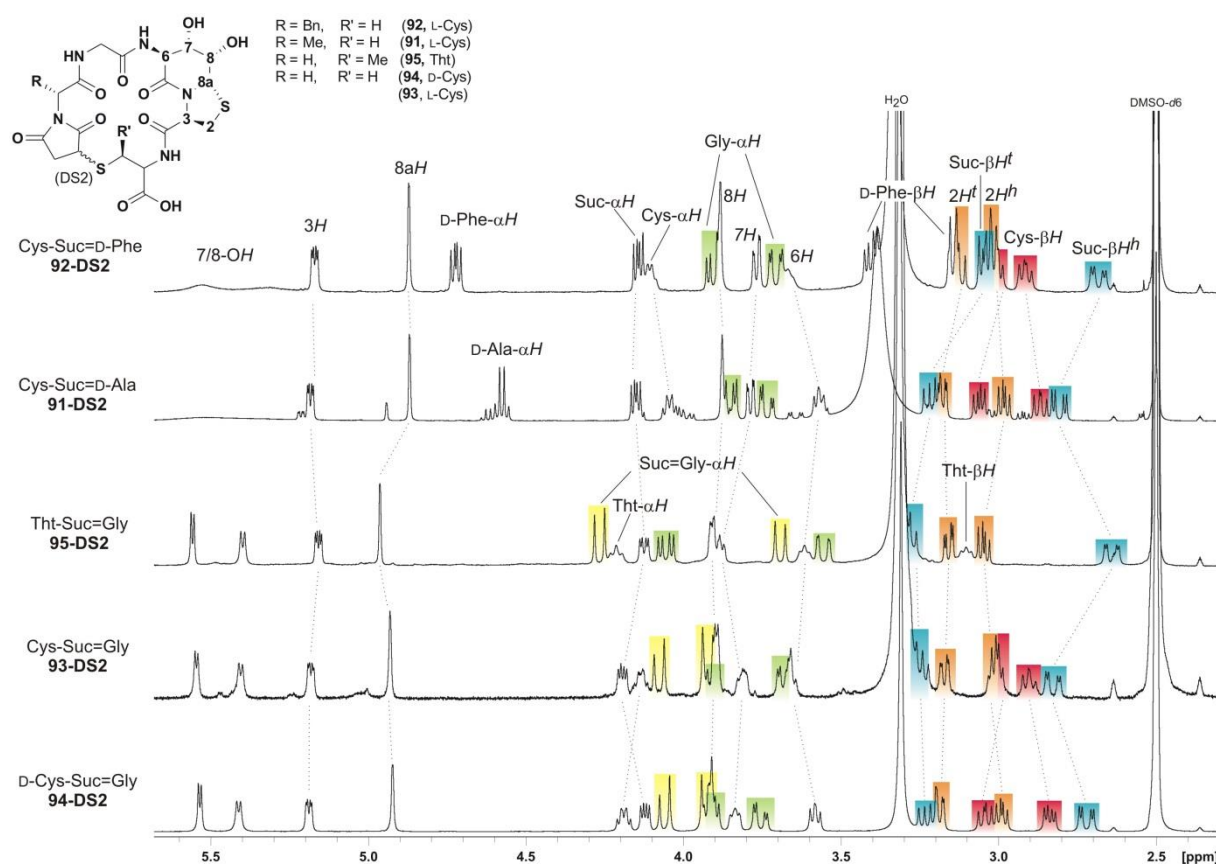 R = Bn, R' = H (92, L-Cys)
R = Me, R' = H (91, L-Cys)
R = H, R' = Me (95, Tht)
R = H, R' = H (94, D-Cys)
(93, L-Cys)
OH
H
N
7
OH
O
6
8
HN
O
8a
R
O
O
N
S
N
O
3
2
O
O
R'
O
NH
S
(DS2)
O
OH
H2O
DMSO-d6
Gly-αH
Suc-βHᵗ
8aH
D-Phe-βH
2Hᵗ 2Hʰ
Suc-αH
8H
3H
D-Phe-αH
Cys-αH
7H
Cys-βH
Cys-Suc=D-Phe
7/8-OH
6H
Suc-βHʰ
92-DS2
D-Ala-αH
Cys-Suc=D-Ala
91-DS2
Suc=Gly-αH
Tht-βH
Tht-αH
Tht-Suc=Gly
95-DS2
Cys-Suc=Gly
93-DS2
D-Cys-Suc=Gly
94-DS2
5.5 5.0 4.5 4.0 3.5 3.0 2.5 [ppm]